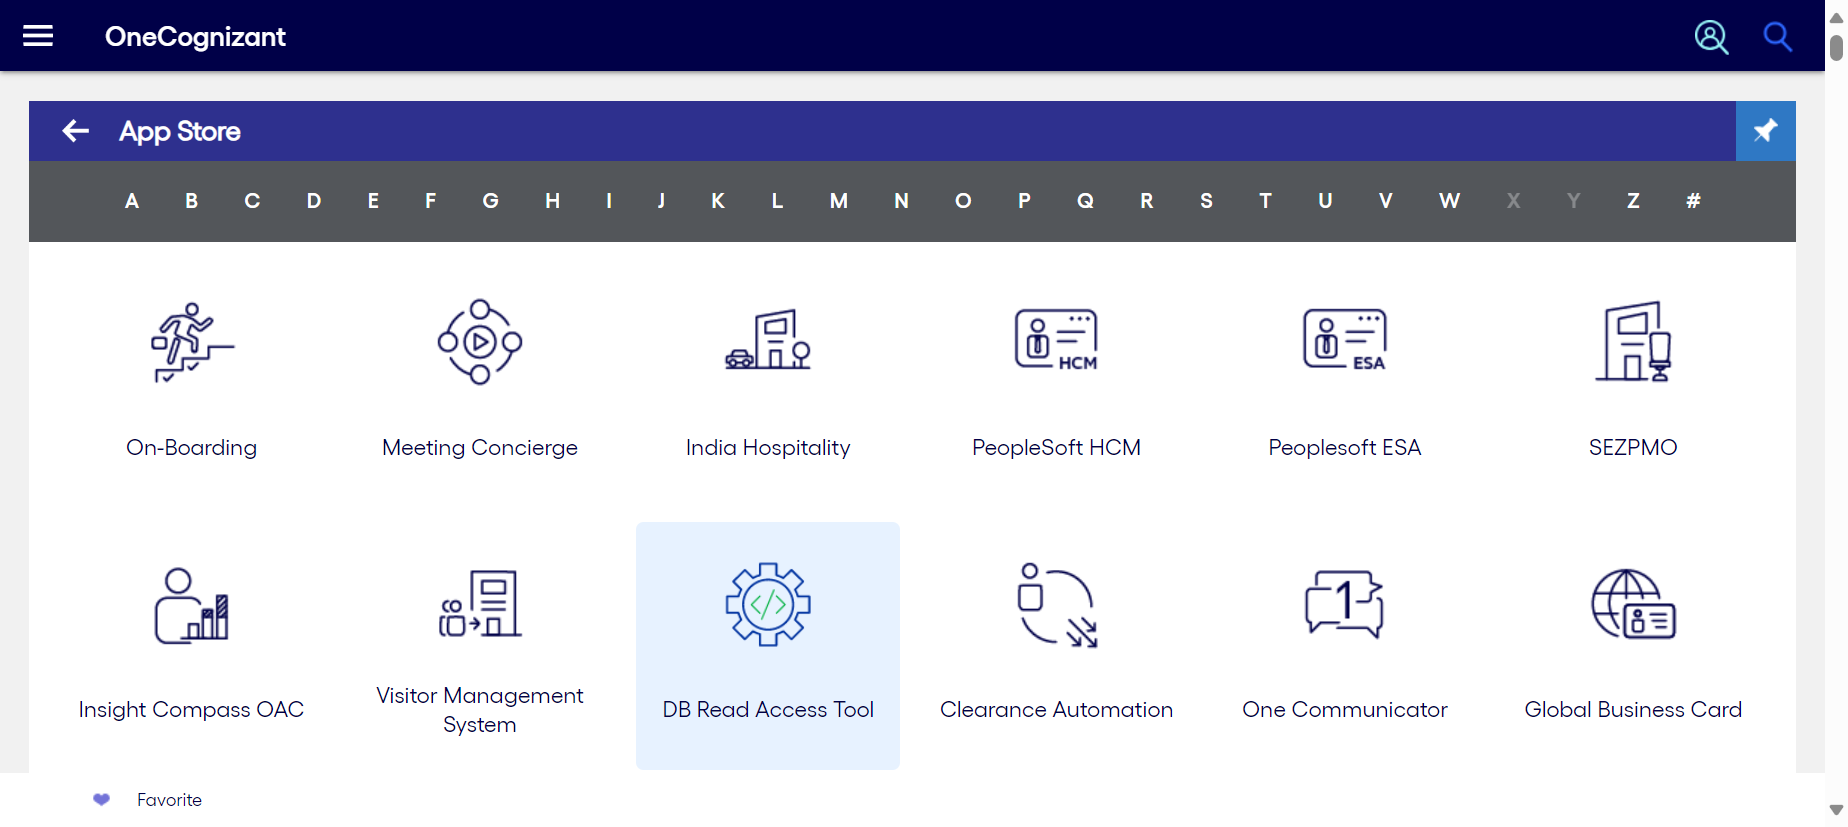 OneCognizant
App Store
A B C D E F G H I J K L M N O P Q R S T U V W X Y Z #
HCM
ESA
On-Boarding
Meeting Concierge
India Hospitality
PeopleSoft HCM
Peoplesoft ESA
SEZPMO
1
Insight Compass OAC
Visitor Management
System
DB Read Access Tool
Clearance Automation
One Communicator
Global Business Card
Favorite